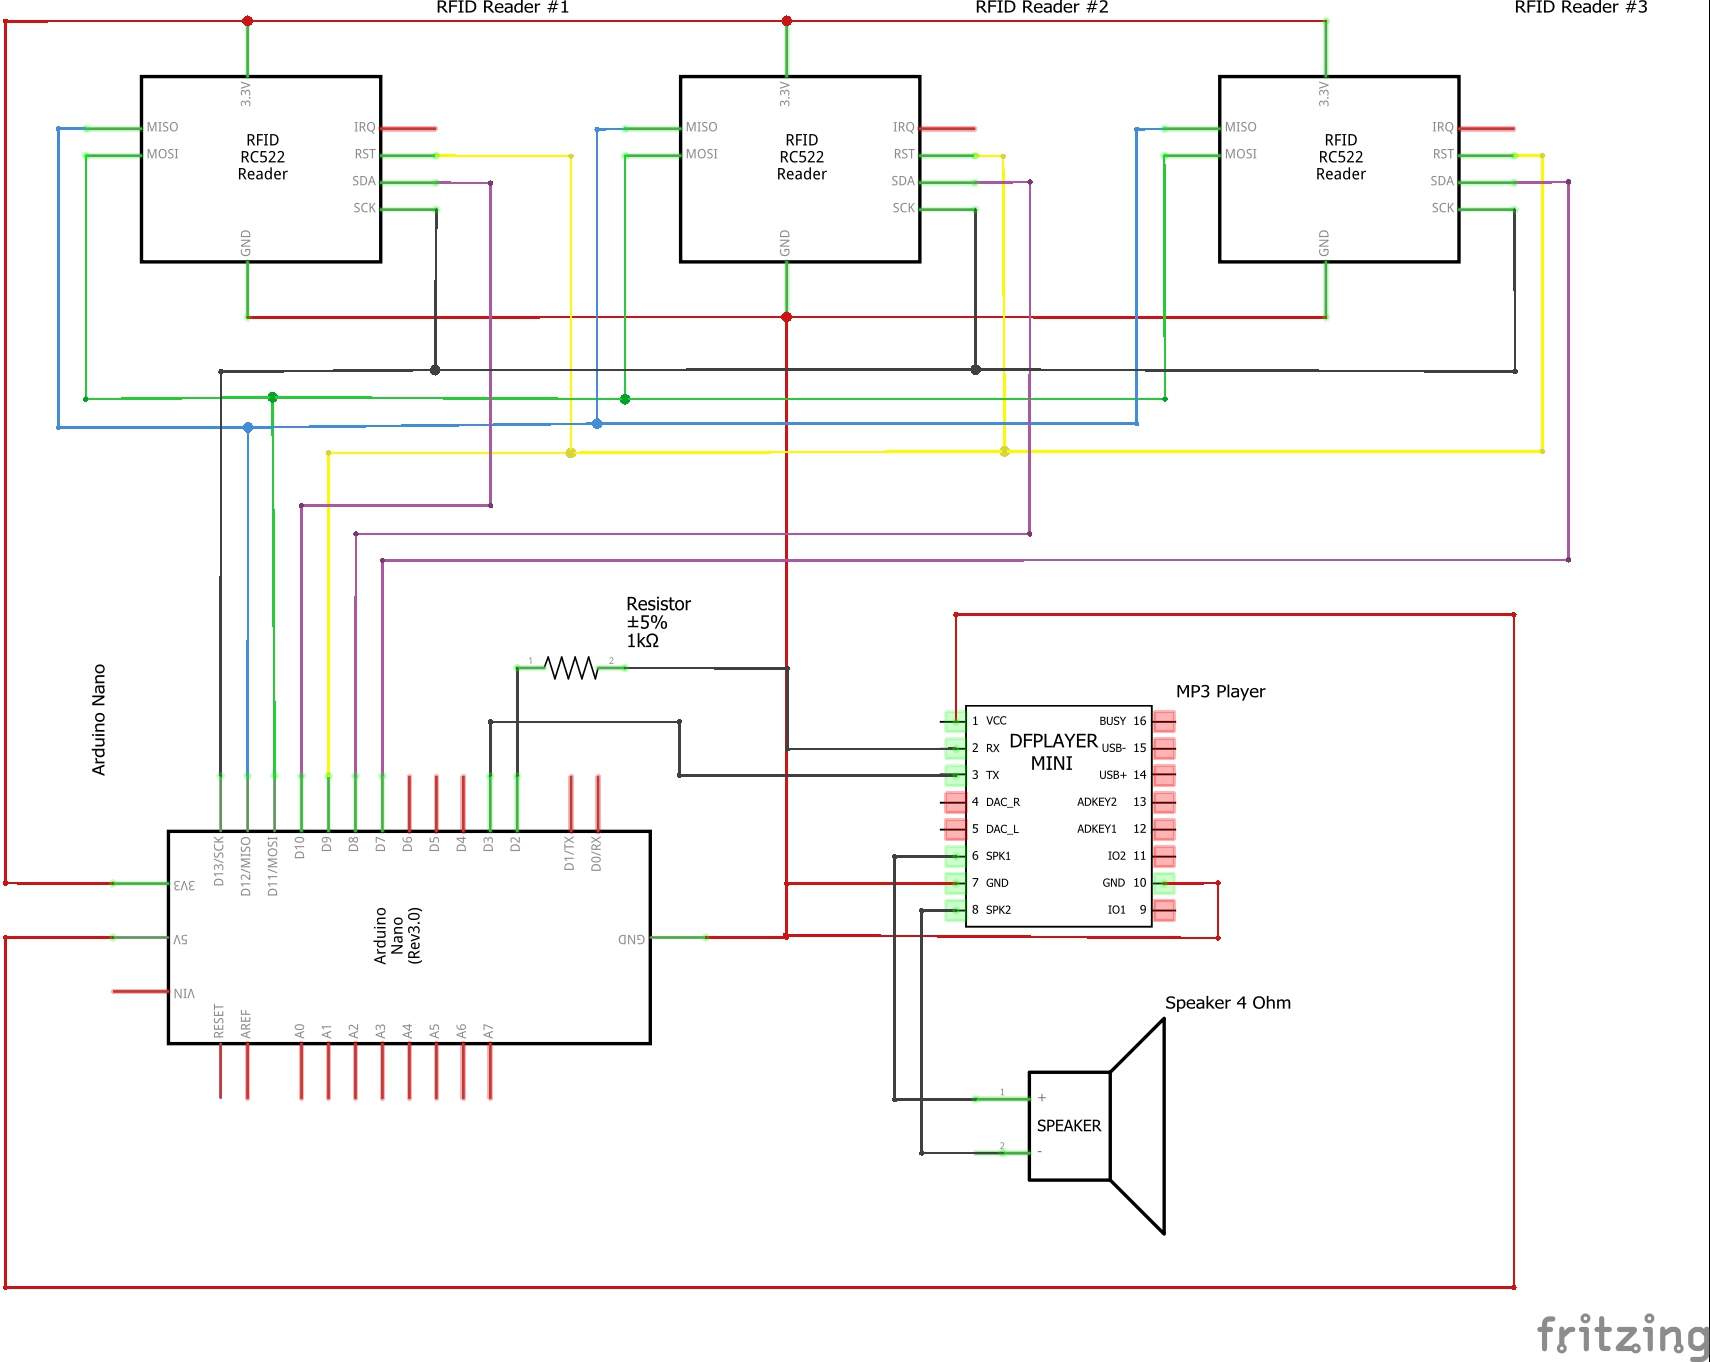 RFID Reader #1
RFID Reader #2
RFID Reader #3
3.3V
MISO
MOSI
RFID
RC522
Reader
IRQ
RST
SDA
SCK
GND
3.3V
MISO
MOSI
RFID
RC522
Reader
IRQ
RST
SDA
SCK
GND
3.3V
MISO
MOSI
RFID
RC522
Reader
IRQ
RST
SDA
SCK
GND
Resistor
±5%
1kΩ
1
2
Arduino Nano
D13/SCK
D12/MISO
D11/MOSI
D10
D9
D8
D7
D6
D5
D4
D3
D2
D1/TX
D0/RX
3V3
5V
VIN
Arduino
Nano
(Rev3.0)
GND
RESET
AREF
A0
A1
A2
A3
A4
A5
A6
A7
MP3 Player
DFPLAYER
MINI
1 VCC
2 RX
3 TX
4 DAC_R
5 DAC_L
6 SPK1
7 GND
8 SPK2
BUSY 16
USB- 15
USB+ 14
ADKEY2 13
ADKEY1 12
IO2 11
GND 10
IO1 9
Speaker 4 Ohm
1
+
SPEAKER
2
-
fritzing